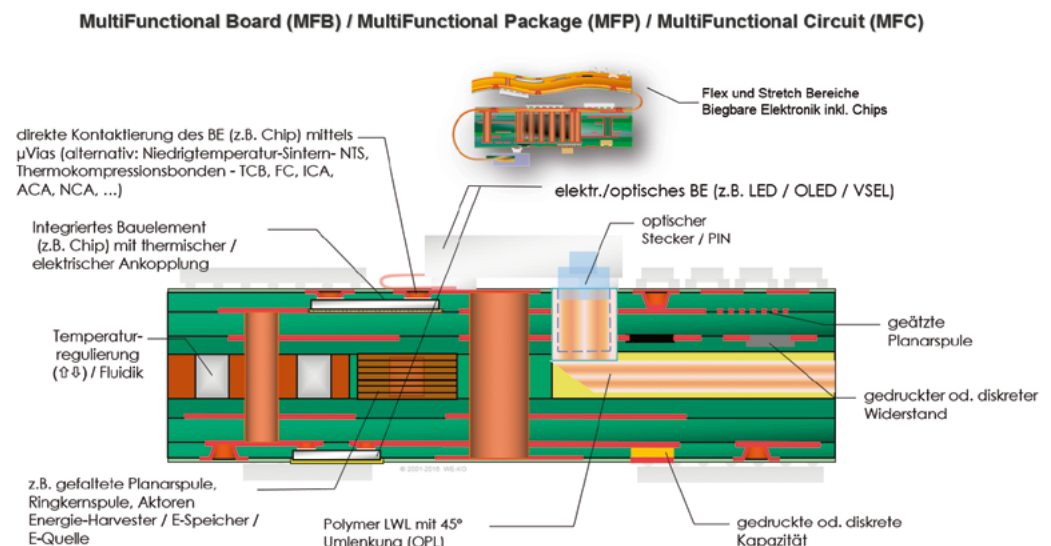 MultiFunctional Board (MFB) / MultiFunctional Package (MFP) / MultiFunctional Circuit (MFC)
Flex und Stretch Bereiche
Biegbare Elektronik inkl. Chips
direkte Kontaktierung des BE (z.B. Chip) mittels
µVias (alternativ: Niedrigtemperatur-Sintern- NTS,
Thermokompressionsbonden - TCB, FC, ICA,
ACA, NCA, ...)
elektr./optisches BE (z.B. LED / OLED / VSEL)
optischer
Stecker / PIN
Integriertes Bauelement
(z.B. Chip) mit thermischer /
elektrischer Ankopplung
Temperatur-
regulierung
(⇧⇩) / Fluidik
geätzte
Planarspule
gedruckter od. diskreter
Widerstand
© 2001-2016 WE-KO
z.B. gefaltete Planarspule,
Ringkernspule, Aktoren
Energie-Harvester / E-Speicher /
E-Quelle
Polymer LWL mit 45°
Umlenkung (OPL)
gedruckte od. diskrete
Kapazität